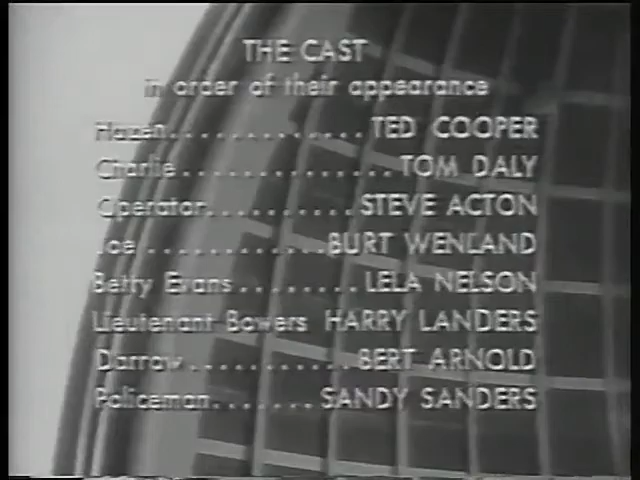 THE CAST
in order of their appearance
Hazen.............TED COOPER
Charlie...............TOM DALY
Operator..........STEVE ACTON
Joe............BURT WENLAND
Betty Evans........LELA NELSON
Lieutenant Bowers HARRY LANDERS
Darrow...........BERT ARNOLD
Policeman.......SANDY SANDERS